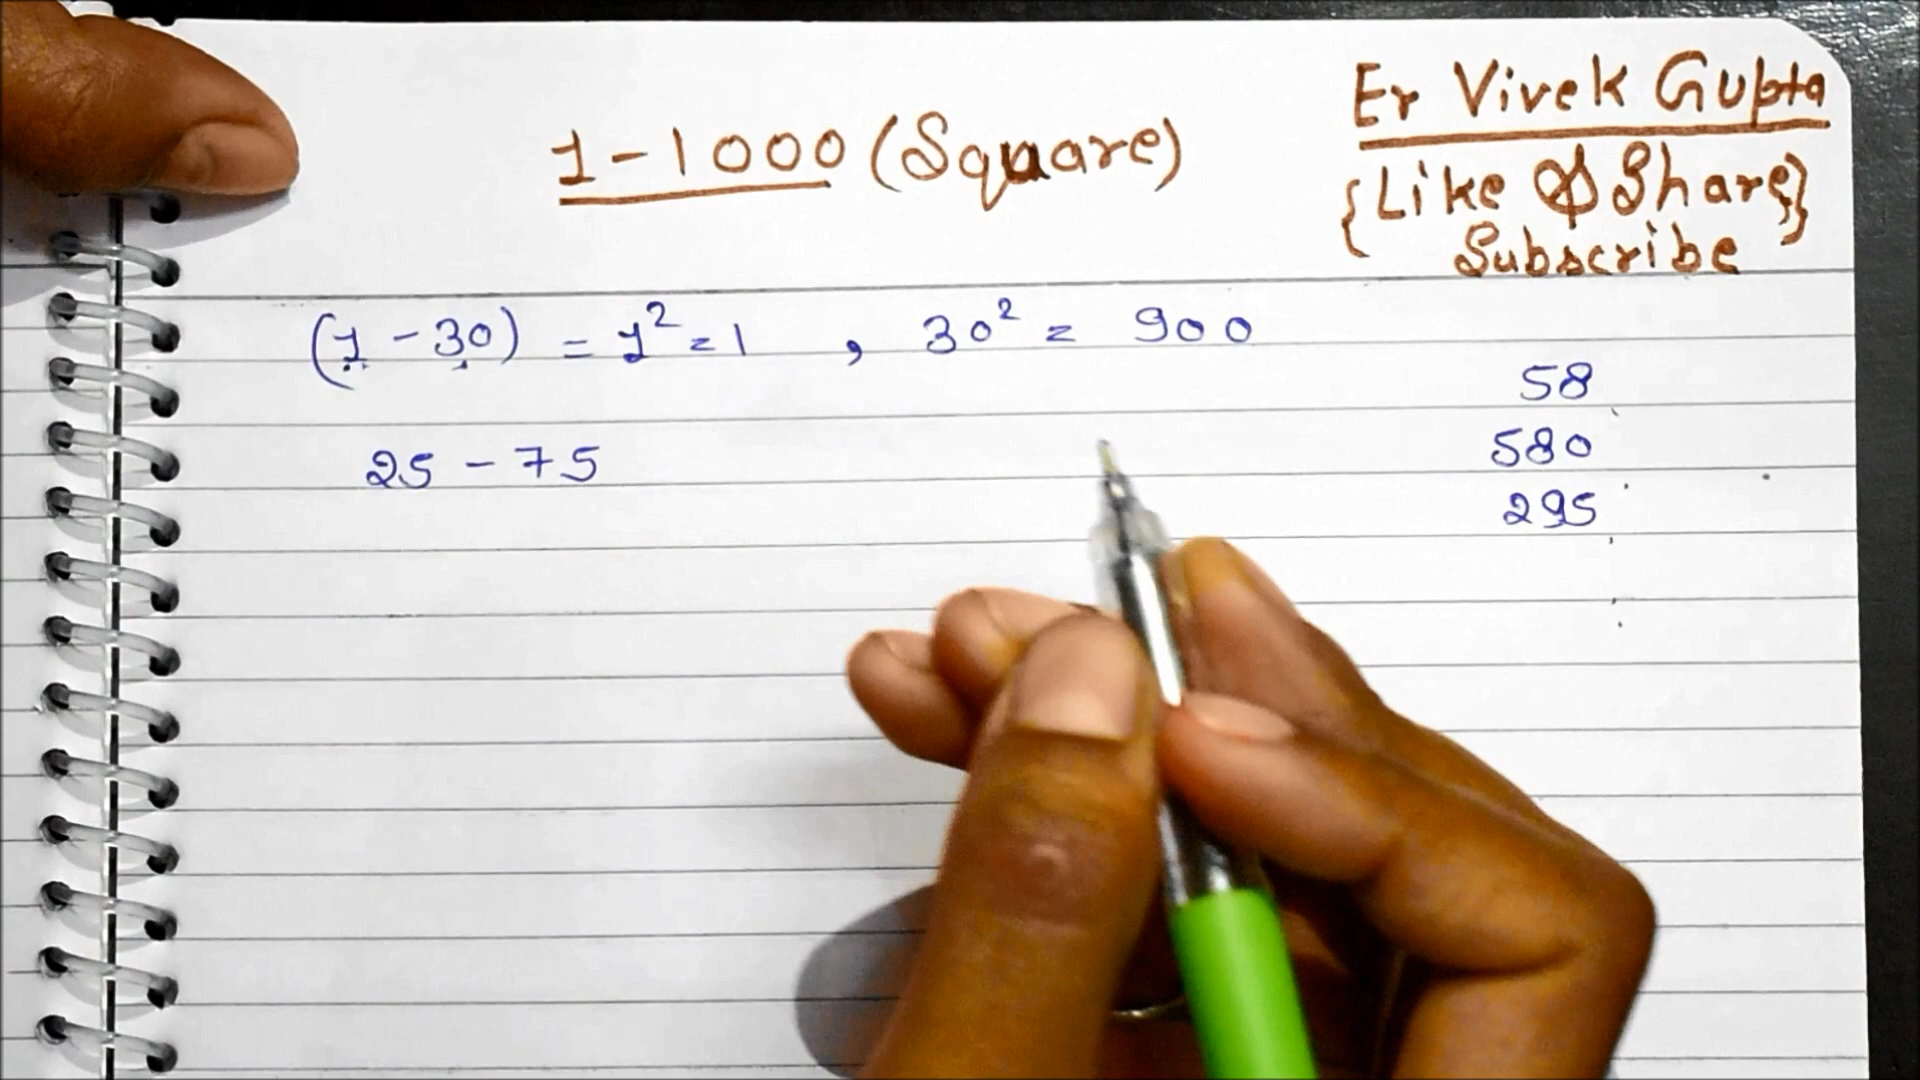 1-1000 (Square)
Er Vivek Gupta
{Like & Share,}
Subscribe
(1 - 30) = 1² = 1 , 30² = 900
58
25 - 75
580
295